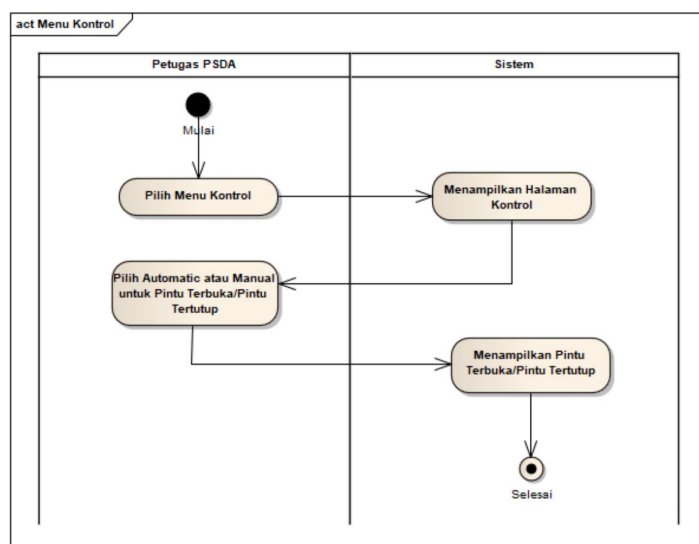 act Menu Kontrol
Petugas PSDA
Sistem
Mulai
Pilih Menu Kontrol
Menampilkan Halaman
Kontrol
Pilih Automatic atau Manual
untuk Pintu Terbuka/Pintu
Tertutup
Menampilkan Pintu
Terbuka/Pintu Tertutup
Selesai